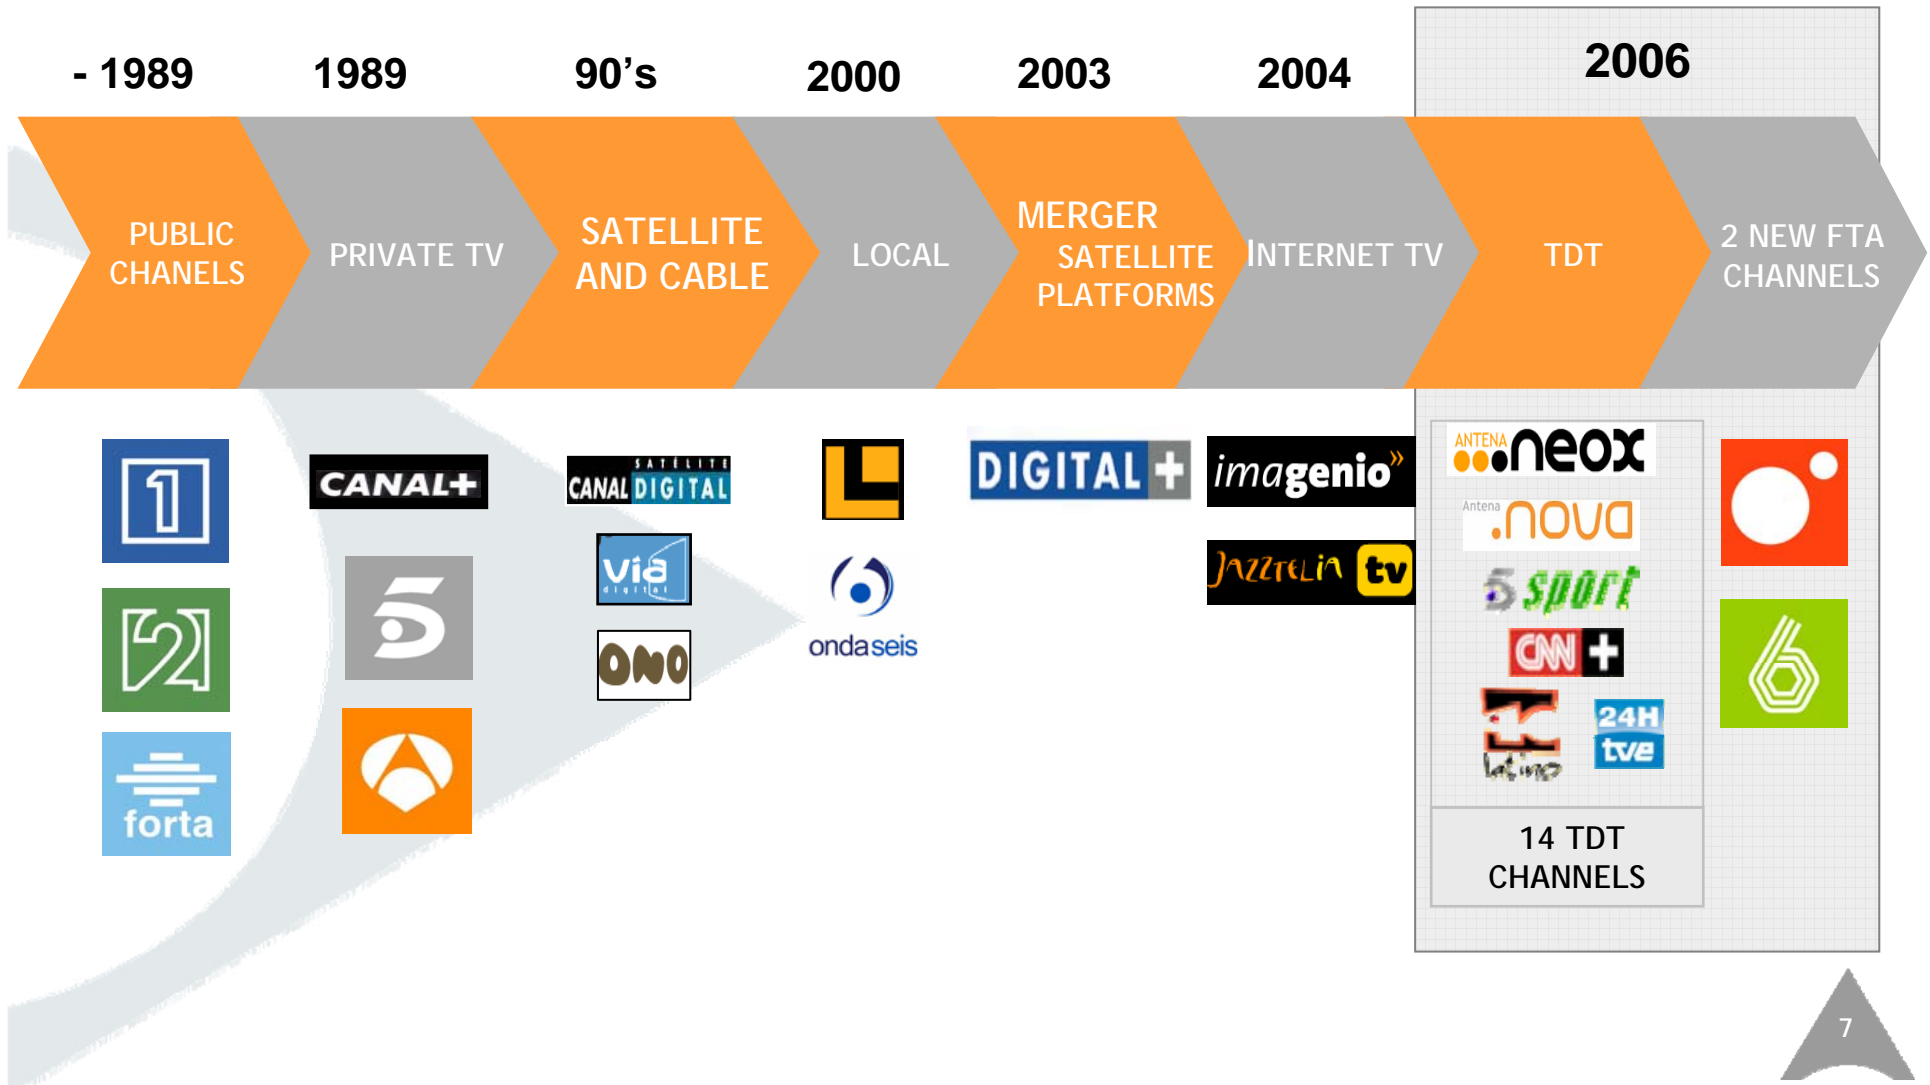 - 1989
1989
90's
2000
2003
2004
2006
PUBLIC
CHANELS
PRIVATE TV
SATELLITE
AND CABLE
LOCAL
MERGER
SATELLITE
PLATFORMS
INTERNET TV
TDT
2 NEW FTA
CHANNELS
1
2
forta
CANAL+
5
SATÉLITE
CANAL DIGITAL
Vía
digital
ONO
L
ondaseis
DIGITAL +
imagenio»
JAZZTELIA tv
ANTENA
neox
Antena
.nova
5 sport
CNN +
latino
24H
tve
14 TDT
CHANNELS
6
7